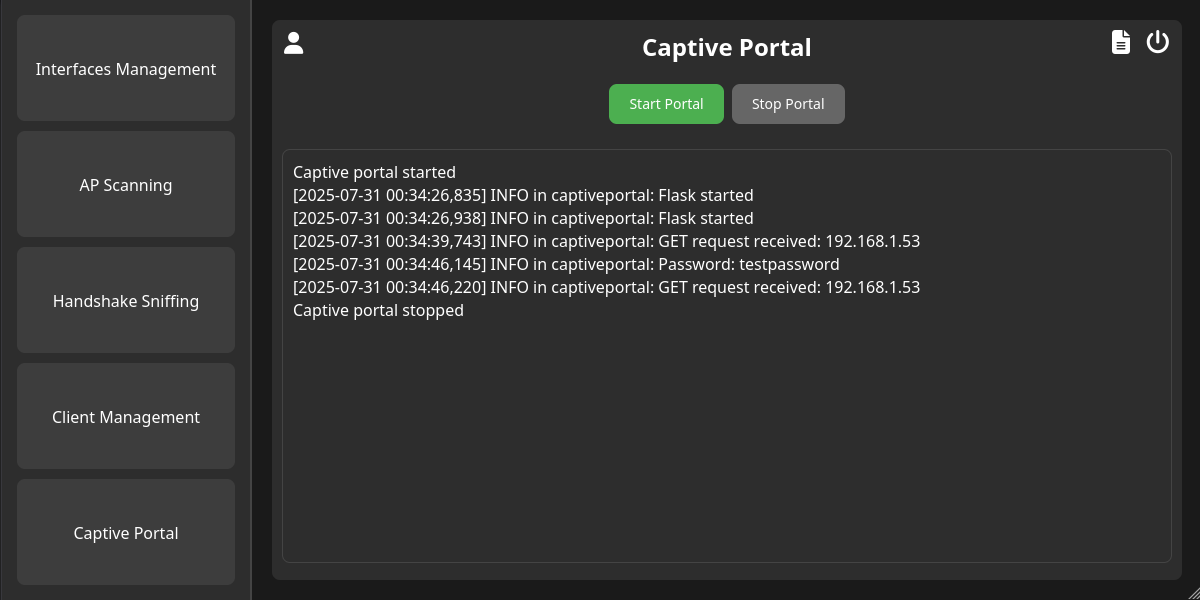 Interfaces Management
AP Scanning
Handshake Sniffing
Client Management
Captive Portal
Captive Portal
Start Portal
Stop Portal
Captive portal started
[2025-07-31 00:34:26,835] INFO in captiveportal: Flask started
[2025-07-31 00:34:26,938] INFO in captiveportal: Flask started
[2025-07-31 00:34:39,743] INFO in captiveportal: GET request received: 192.168.1.53
[2025-07-31 00:34:46,145] INFO in captiveportal: Password: testpassword
[2025-07-31 00:34:46,220] INFO in captiveportal: GET request received: 192.168.1.53
Captive portal stopped